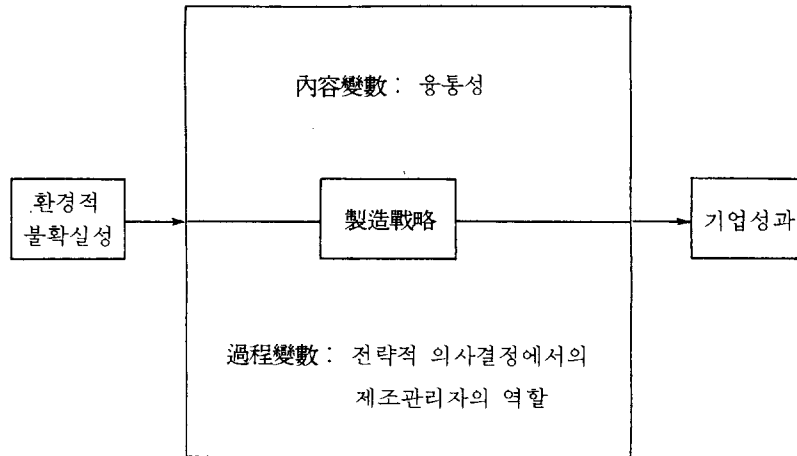 內容變數 : 융통성
환경적
불확실성
製造戰略
기업성과
過程變數 : 전략적 의사결정에서의
제조관리자의 역할